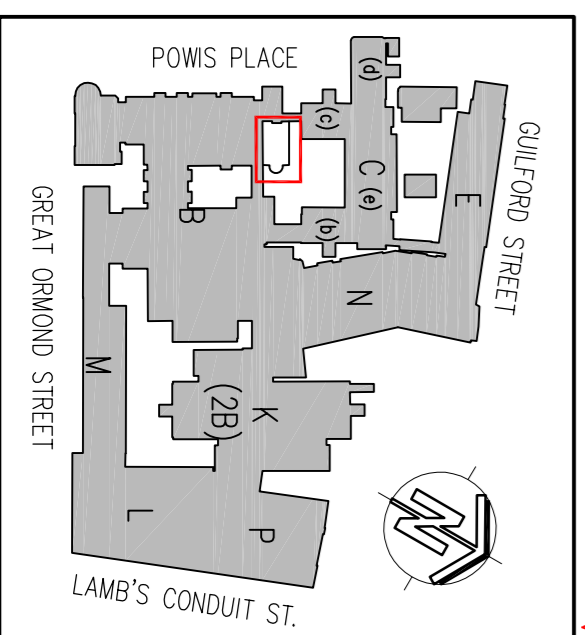 POWIS PLACE
(d)
(c)
GUILFORD STREET
C
(e)
E
B
(b)
GREAT ORMOND STREET
N
M
K
(2B)
N
L
P
LAMB'S CONDUIT ST.